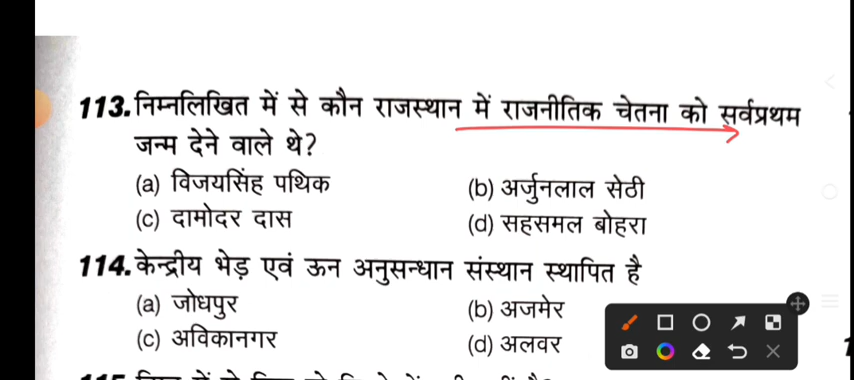 113. निम्नलिखित में से कौन राजस्थान में राजनीतिक चेतना को सर्वप्रथम
जन्म देने वाले थे?
(a) विजयसिंह पथिक (b) अर्जुनलाल सेठी
(c) दामोदर दास (d) सहसमल बोहरा
114. केन्द्रीय भेड़ एवं ऊन अनुसन्धान संस्थान स्थापित है
(a) जोधपुर (b) अजमेर
(c) अविकानगर (d) अलवर